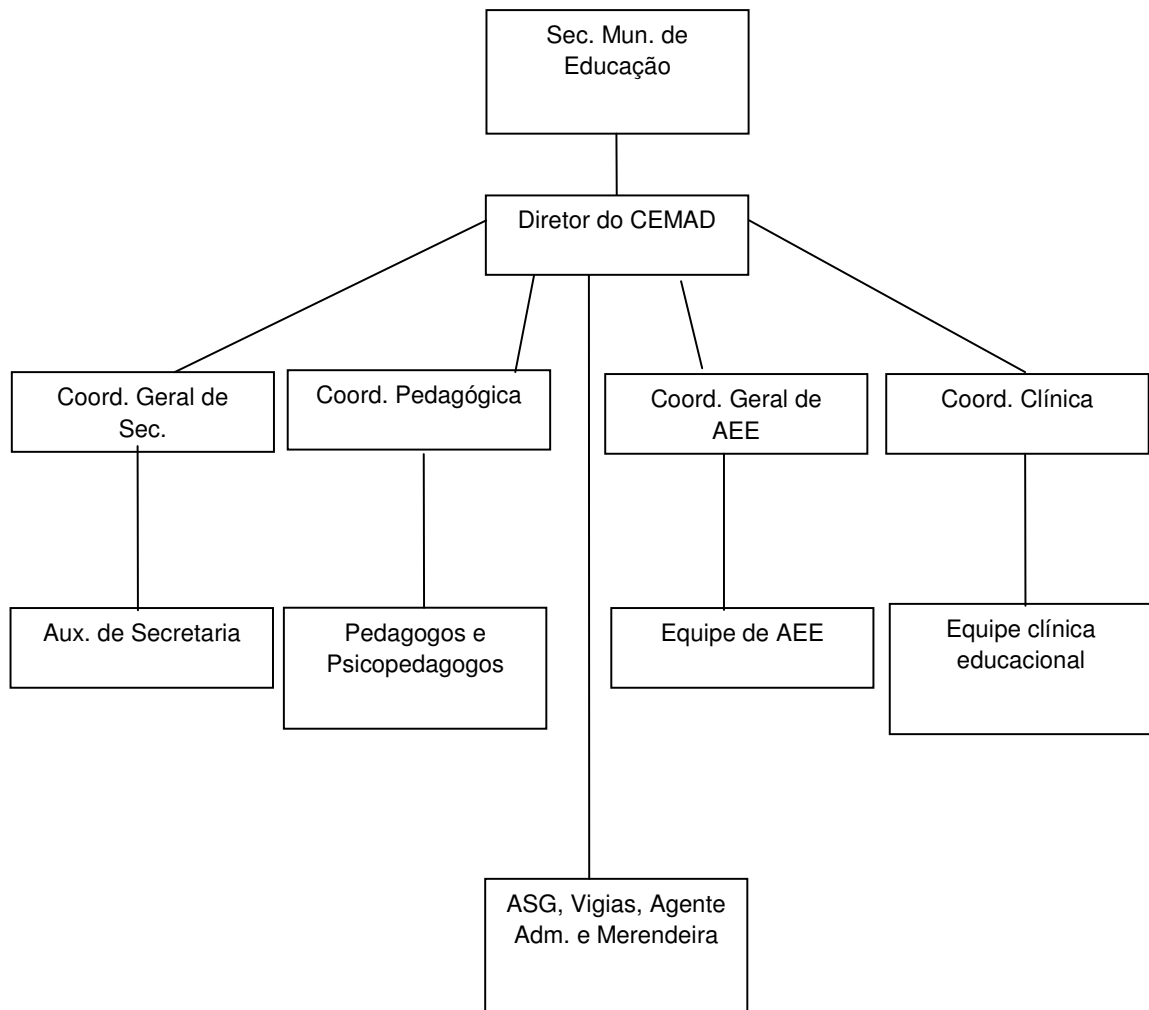 Sec. Mun. de
Educação
Diretor do CEMAD
Coord. Geral de
Sec.
Coord. Pedagógica
Coord. Geral de
AEE
Coord. Clínica
Aux. de Secretaria
Pedagogos e
Psicopedagogos
Equipe de AEE
Equipe clínica
educacional
ASG, Vigias, Agente
Adm. e Merendeira